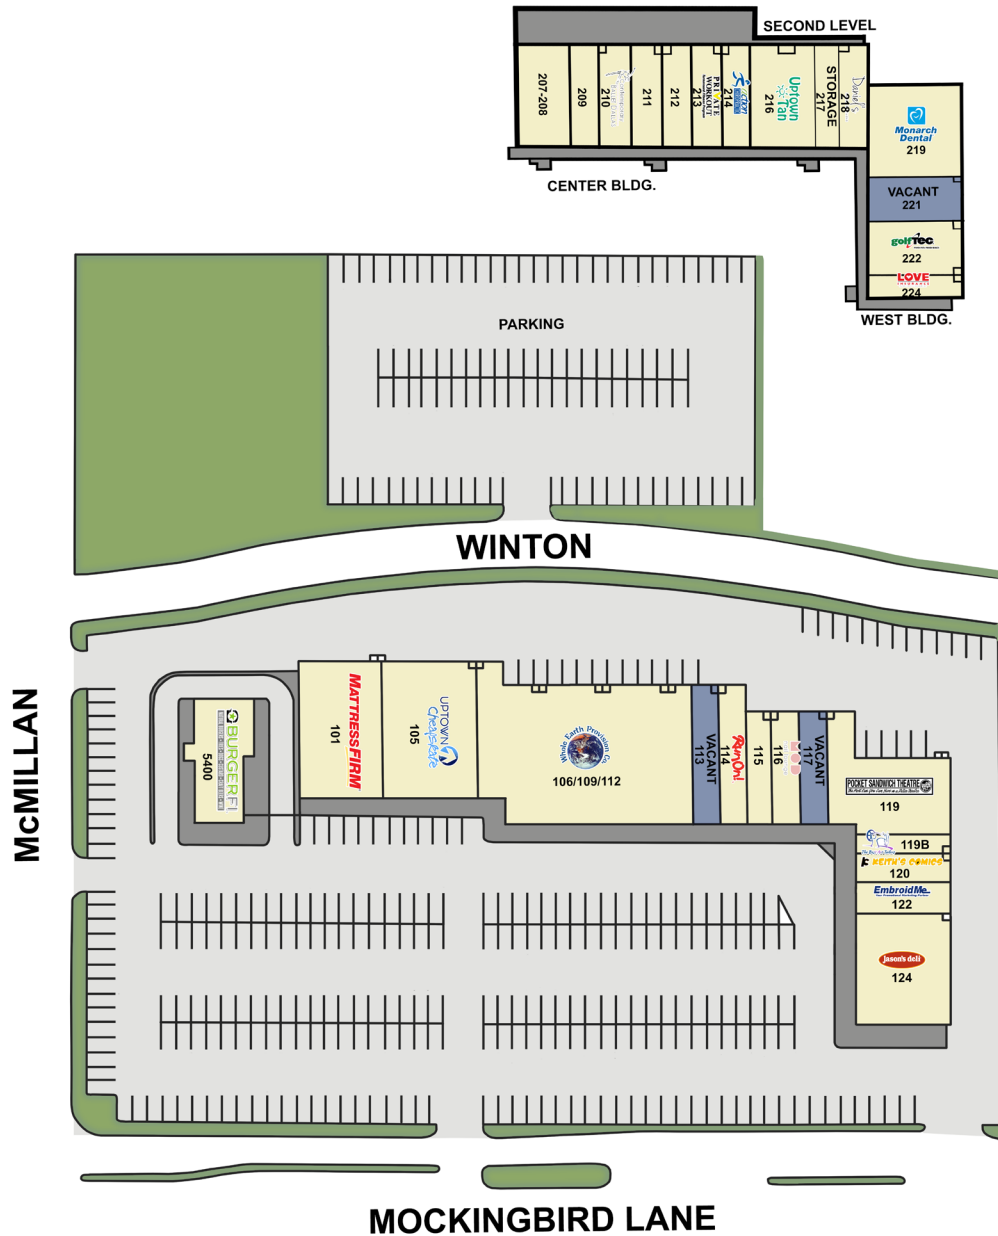 SECOND LEVEL
207-208
209
210
211
212
PRIVATE
WORKOUT
213
214
Uptown
Tan
216
STORAGE
217
Daniel's
218
CENTER BLDG.
Monarch
Dental
219
VACANT
221
golfTEC
222
LOVE
INSURANCE
224
WEST BLDG.
PARKING
WINTON
McMILLAN
BURGERFI
5400
MATTRESSFIRM
101
UPTOWN
Cheapskate
105
Whole Earth Provision Co.
106/109/112
VACANT
113
RunOn!
114
115
116
VACANT
117
POCKET SANDWICH THEATRE
119
119B
KEITH'S COMICS
120
EmbroidMe
122
jason's deli
124
MOCKINGBIRD LANE